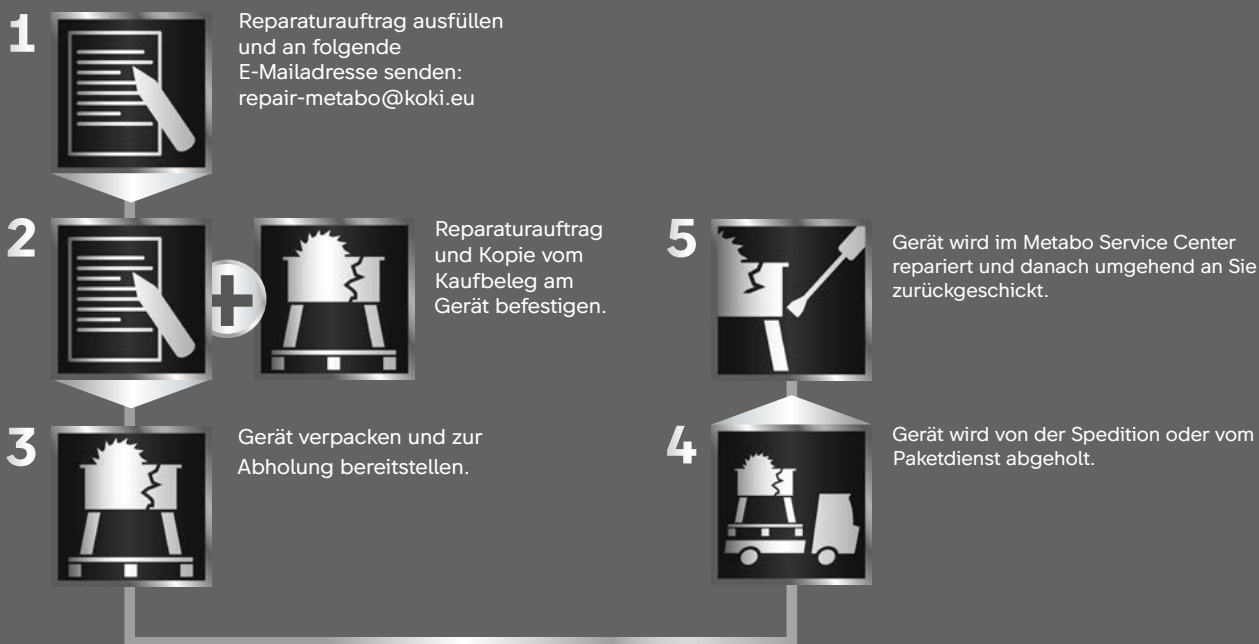 1
Reparaturauftrag ausfüllen
und an folgende
E-Mailadresse senden:
repair-metabo@koki.eu
2
Reparaturauftrag
und Kopie vom
Kaufbeleg am
Gerät befestigen.
3
Gerät verpacken und zur
Abholung bereitstellen.
4
Gerät wird von der Spedition oder vom
Paketdienst abgeholt.
5
Gerät wird im Metabo Service Center
repariert und danach umgehend an Sie
zurückgeschickt.